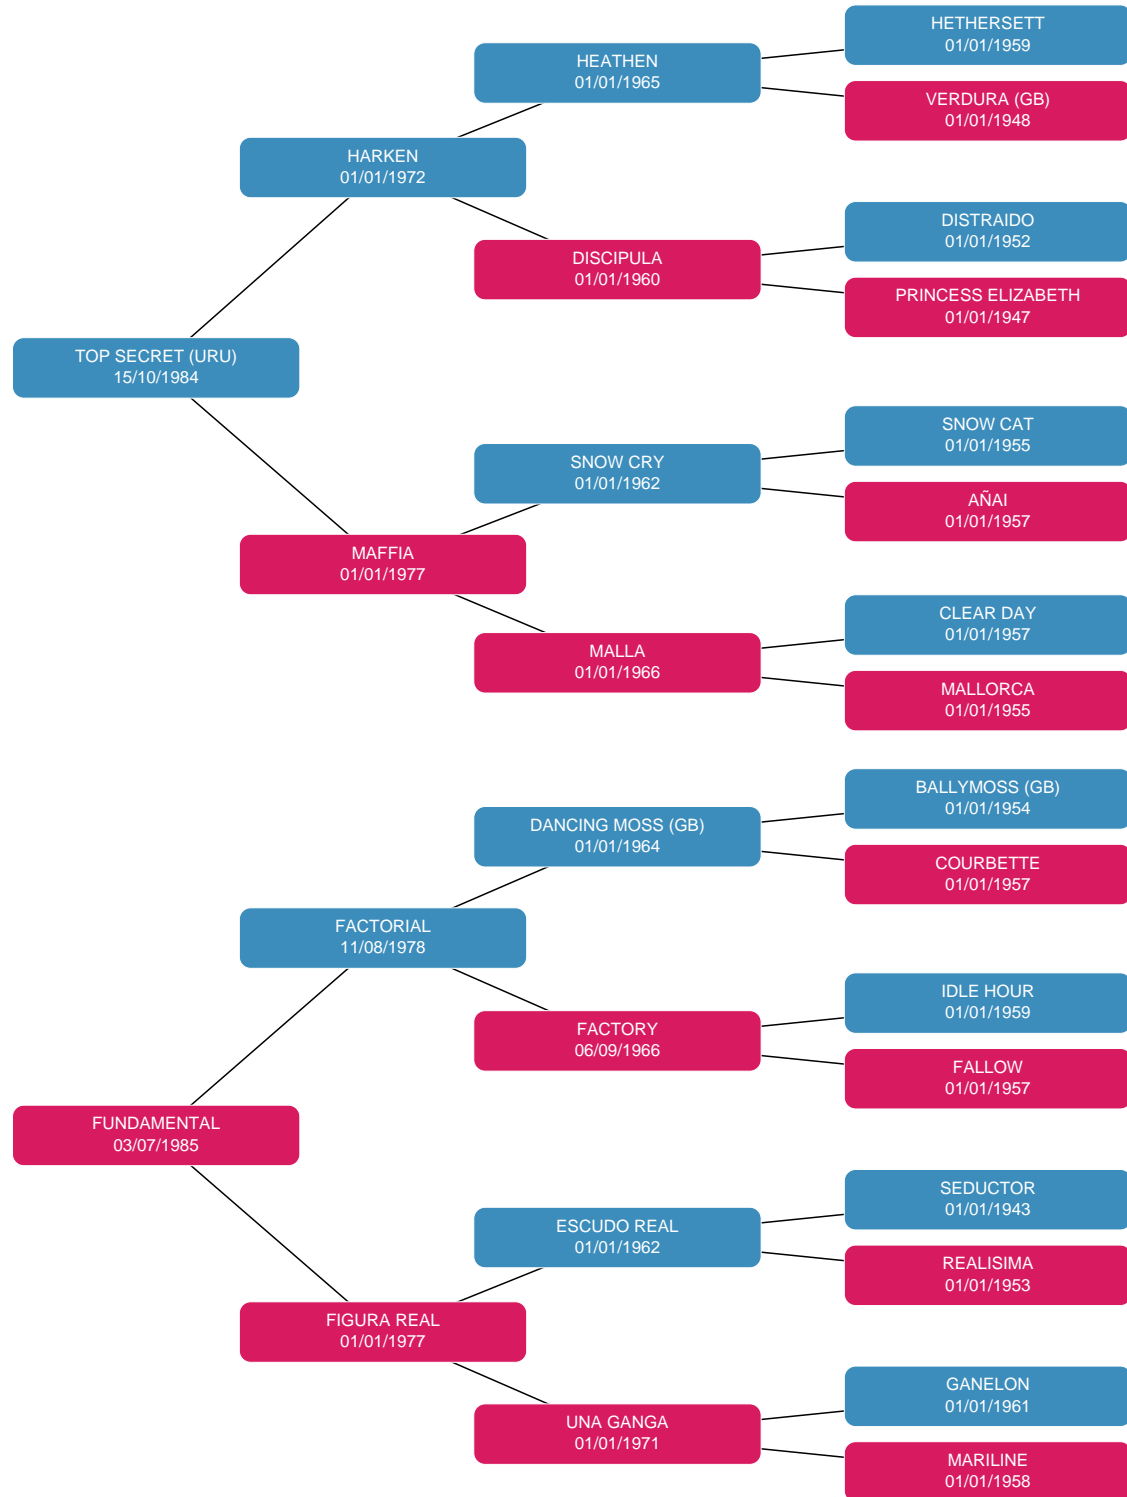 HETHERSETT
01/01/1959
HEATHEN
01/01/1965
VERDURA (GB)
01/01/1948
HARKEN
01/01/1972
DISTRAIDO
01/01/1952
DISCIPULA
01/01/1960
PRINCESS ELIZABETH
01/01/1947
TOP SECRET (URU)
15/10/1984
SNOW CAT
01/01/1955
SNOW CRY
01/01/1962
AÑAI
01/01/1957
MAFFIA
01/01/1977
CLEAR DAY
01/01/1957
MALLA
01/01/1966
MALLORCA
01/01/1955
BALLYMOSS (GB)
01/01/1954
DANCING MOSS (GB)
01/01/1964
COURBETTE
01/01/1957
FACTORIAL
11/08/1978
IDLE HOUR
01/01/1959
FACTORY
06/09/1966
FALLOW
01/01/1957
FUNDAMENTAL
03/07/1985
SEDUCTOR
01/01/1943
ESCUDO REAL
01/01/1962
REALISIMA
01/01/1953
FIGURA REAL
01/01/1977
GANELON
01/01/1961
UNA GANGA
01/01/1971
MARILINE
01/01/1958